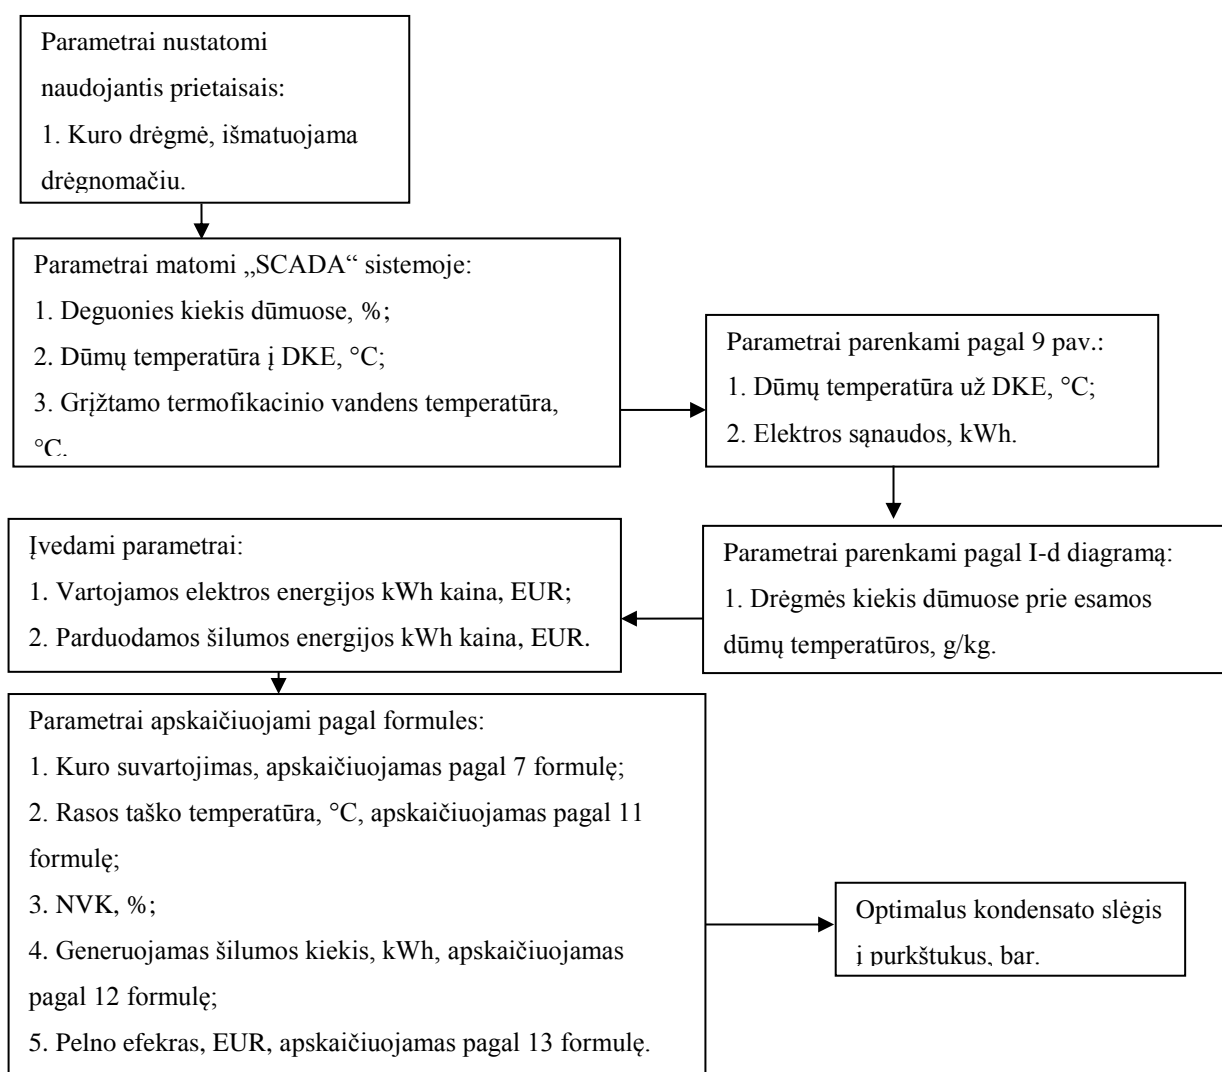 Parametrai nustatomi
naudojantis prietaisais:
1. Kuro drėgmė, išmatuojama
drėgnomačiu.
Parametrai matomi „SCADA“ sistemoje:
1. Deguonies kiekis dūmuose, %;
2. Dūmų temperatūra į DKE, °C;
3. Grįžtamo termofikacinio vandens temperatūra,
°C.
Parametrai parenkami pagal 9 pav.:
1. Dūmų temperatūra už DKE, °C;
2. Elektros sąnaudos, kWh.
Parametrai parenkami pagal I-d diagramą:
1. Drėgmės kiekis dūmuose prie esamos
dūmų temperatūros, g/kg.
Įvedami parametrai:
1. Vartojamos elektros energijos kWh kaina, EUR;
2. Parduodamos šilumos energijos kWh kaina, EUR.
Parametrai apskaičiuojami pagal formules:
1. Kuro suvartojimas, apskaičiuojamas pagal 7 formulę;
2. Rasos taško temperatūra, °C, apskaičiuojamas pagal 11
formulę;
3. NVK, %;
4. Generuojamas šilumos kiekis, kWh, apskaičiuojamas
pagal 12 formulę;
5. Pelno efekras, EUR, apskaičiuojamas pagal 13 formulę.
Optimalus kondensato slėgis
į purkštukus, bar.